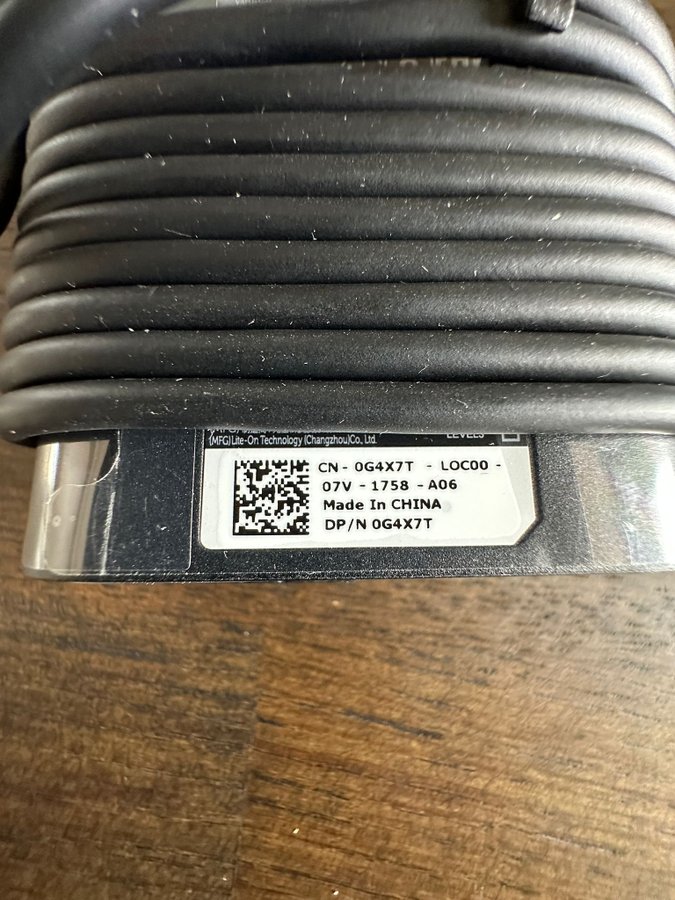 (MFG)Lite-On Technology (Changzhou)Co., Ltd.
CN - 0G4X7T - LOC00 -
07V - 1758 - A06
Made In CHINA
DP/N 0G4X7T